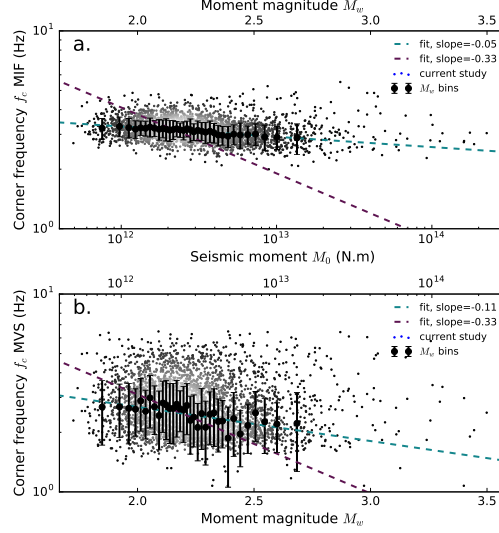 Moment magnitude M_w
2.0 2.5 3.0 3.5
a.
fit, slope=-0.05
fit, slope=-0.33
current study
M_w bins
10^1
10^0
Corner frequency f_c MIF (Hz)
10^12 10^13 10^14
Seismic moment M_0 (N.m)
10^12 10^13 10^14
b.
fit, slope=-0.11
fit, slope=-0.33
current study
M_w bins
10^1
10^0
Corner frequency f_c MVS (Hz)
2.0 2.5 3.0 3.5
Moment magnitude M_w